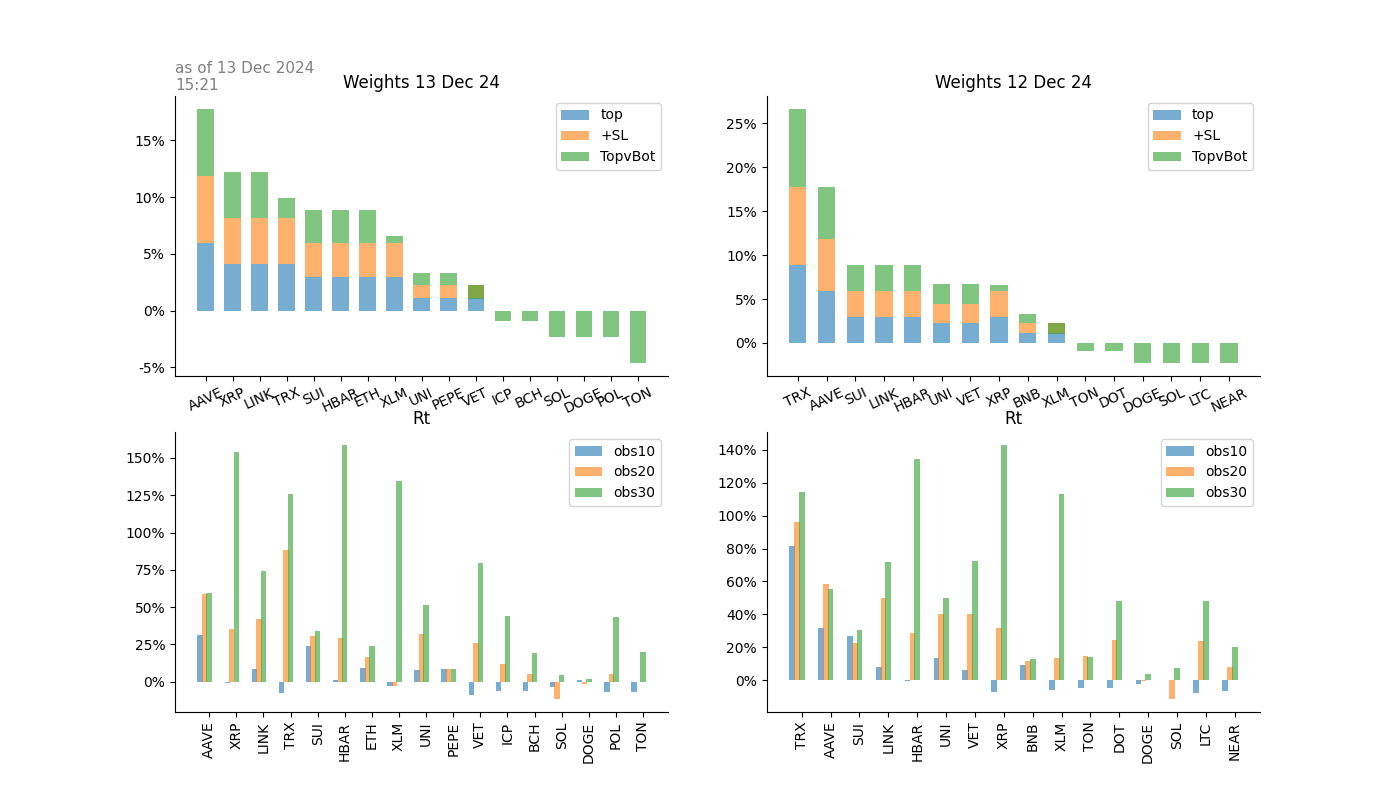 as of 13 Dec 2024
15:21
Weights 13 Dec 24
top
+SL
TopvBot
15%
10%
5%
0%
-5%
AAVE XRP LINK TRX SUI HBAR ETH XLM UNI PEPE VET ICP BCH SOL DOGE POL TON
Weights 12 Dec 24
top
+SL
TopvBot
25%
20%
15%
10%
5%
0%
TRX AAVE SUI LINK HBAR UNI VET XRP BNB XLM TON DOT DOGE SOL LTC NEAR
Rt
obs10
obs20
obs30
150%
125%
100%
75%
50%
25%
0%
AAVE XRP LINK TRX SUI HBAR ETH XLM UNI PEPE VET ICP BCH SOL DOGE POL TON
Rt
obs10
obs20
obs30
140%
120%
100%
80%
60%
40%
20%
0%
TRX AAVE SUI LINK HBAR UNI VET XRP BNB XLM TON DOT DOGE SOL LTC NEAR